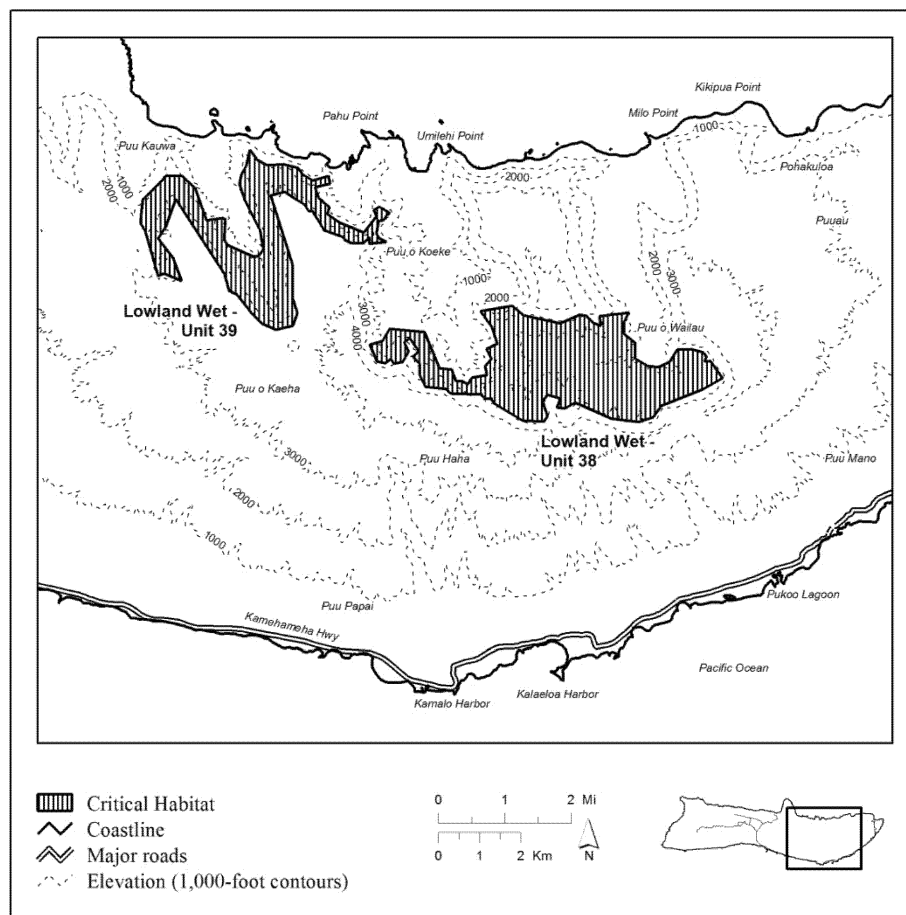 Kikipua Point
Pahu Point
Milo Point
Umilehi Point
1000
Puu Kauwa
Pohakuloa
2000
1000
2000
Puuau
Puu o Koeke
2000
3000
1000
2000
Lowland Wet -
Unit 39
3000
4000
Puu o Wailau
Puu o Kaeha
Lowland Wet -
Unit 38
Puu Haha
Puu Mano
3000
2000
1000
Pukoo Lagoon
Puu Papai
Kamehameha Hwy
Pacific Ocean
Kamalo Harbor
Kalaeloa Harbor
Critical Habitat
Coastline
Major roads
Elevation (1,000-foot contours)
0 1 2 Mi
0 1 2 Km
N